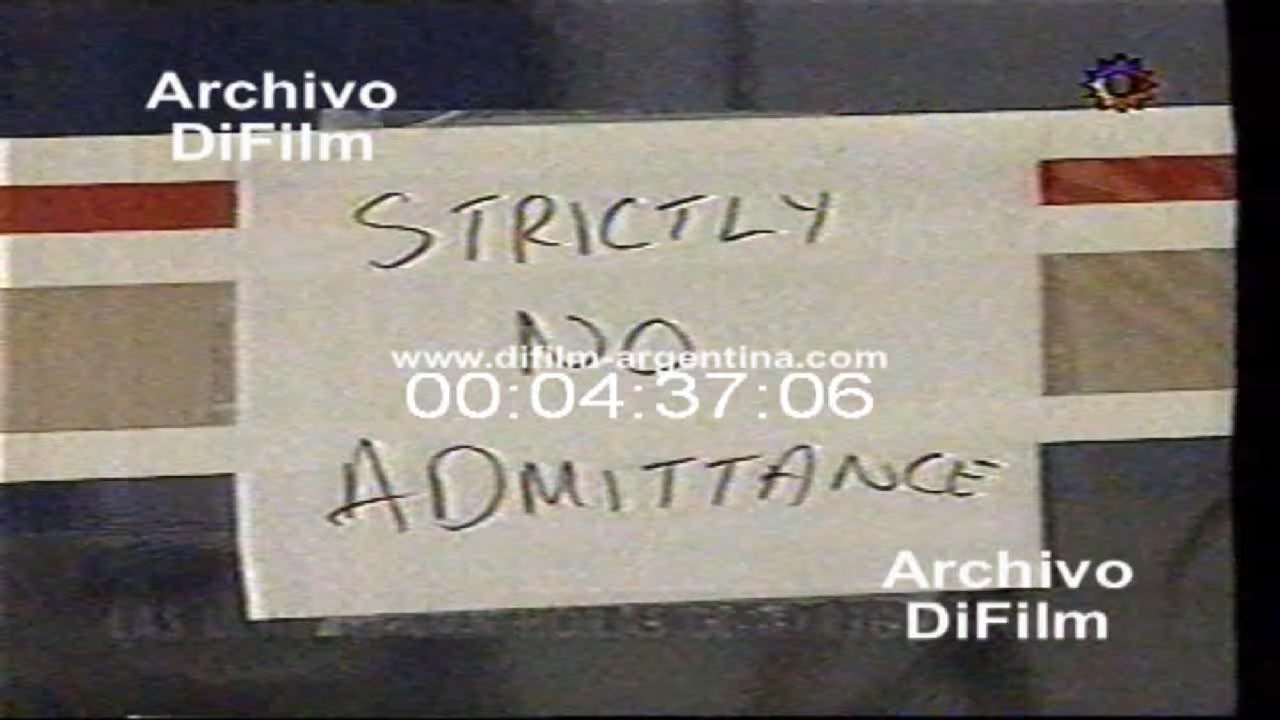 Archivo
DiFilm
STRICTLY
NO
www.difilm-argentina.com
00:04:37:06
ADMITTANCE
Archivo
DiFilm